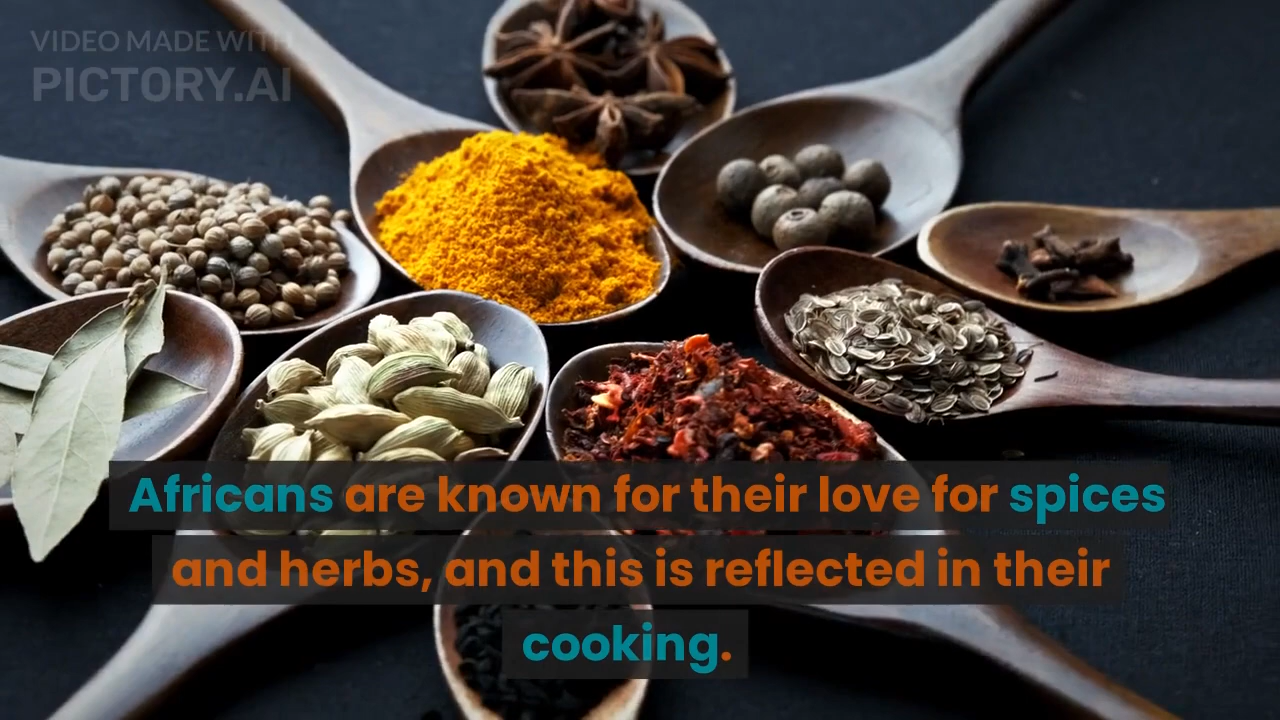 VIDEO MADE WITH
PICTORY.AI
Africans are known for their love for spices
and herbs, and this is reflected in their
cooking.